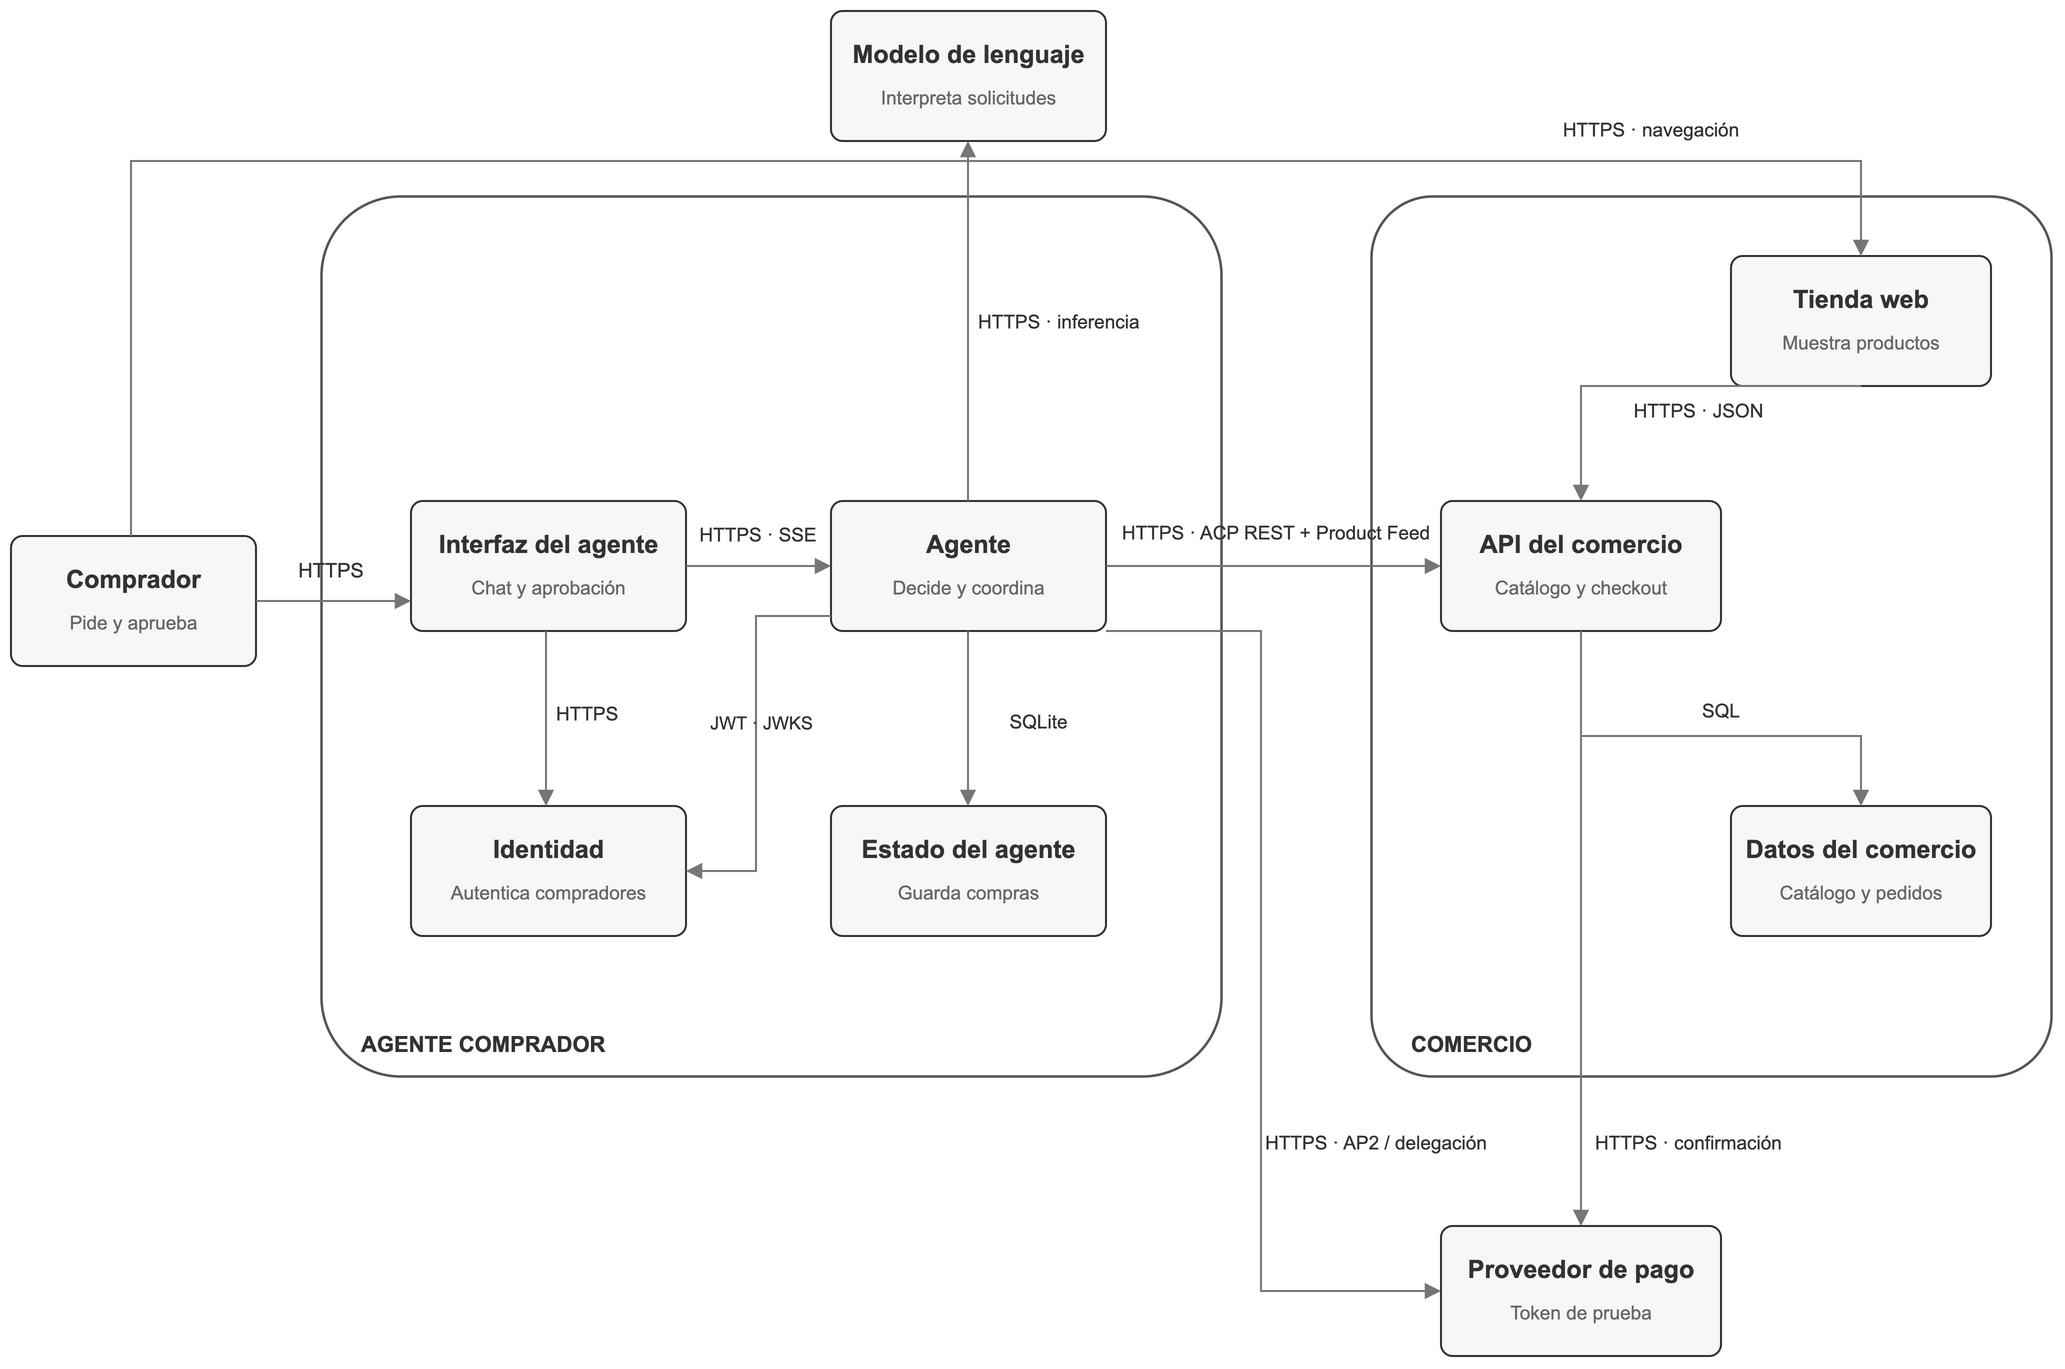 Modelo de lenguaje
Interpreta solicitudes
HTTPS · navegación
Tienda web
Muestra productos
HTTPS · inferencia
HTTPS · JSON
Comprador
Pide y aprueba
HTTPS
Interfaz del agente
Chat y aprobación
HTTPS · SSE
Agente
Decide y coordina
HTTPS · ACP REST + Product Feed
API del comercio
Catálogo y checkout
HTTPS
JWT · JWKS
SQLite
SQL
Identidad
Autentica compradores
Estado del agente
Guarda compras
Datos del comercio
Catálogo y pedidos
AGENTE COMPRADOR
COMERCIO
HTTPS · AP2 / delegación
HTTPS · confirmación
Proveedor de pago
Token de prueba